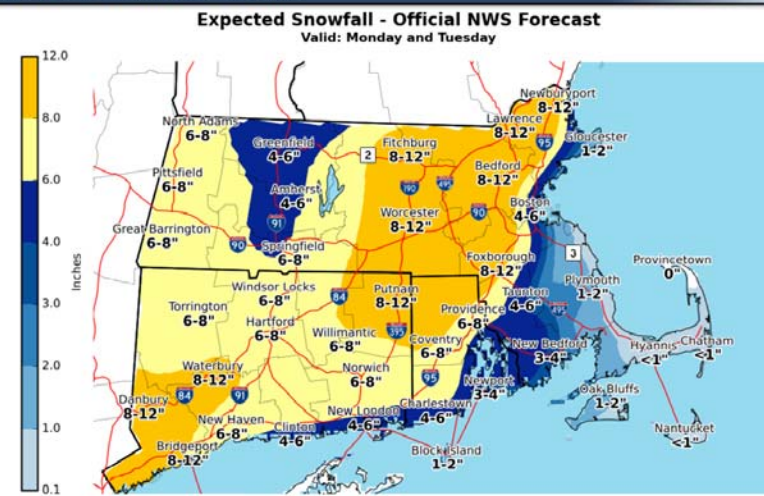 Expected Snowfall - Official NWS Forecast
Valid: Monday and Tuesday
12.0
8.0
6.0
4.0
3.0
2.0
1.0
0.1
Inches
Newburyport
8-12"
North Adams
6-8"
Greenfield
4-6"
2
Fitchburg
8-12"
Lawrence
8-12"
95
Gloucester
1-2"
Pittsfield
6-8"
Amherst
4-6"
190
495
Bedford
8-12"
Great Barrington
6-8"
91
90
Springfield
6-8"
Worcester
8-12"
90
Boston
4-6"
3
Foxborough
8-12"
Provincetown
0"
Windsor Locks
6-8"
84
Putnam
8-12"
Taunton
4-6"
495
Plymouth
1-2"
Torrington
6-8"
Hartford
6-8"
Willimantic
6-8"
395
Coventry
6-8"
Providence
6-8"
New Bedford
3-4"
Hyannis
<1"
Chatham
<1"
Waterbury
8-12"
Norwich
6-8"
95
Newport
3-4"
Oak Bluffs
1-2"
Danbury
8-12"
84
91
New Haven
6-8"
Clinton
4-6"
New London
4-6"
Charlestown
4-6"
Nantucket
<1"
Bridgeport
8-12"
Block Island
1-2"